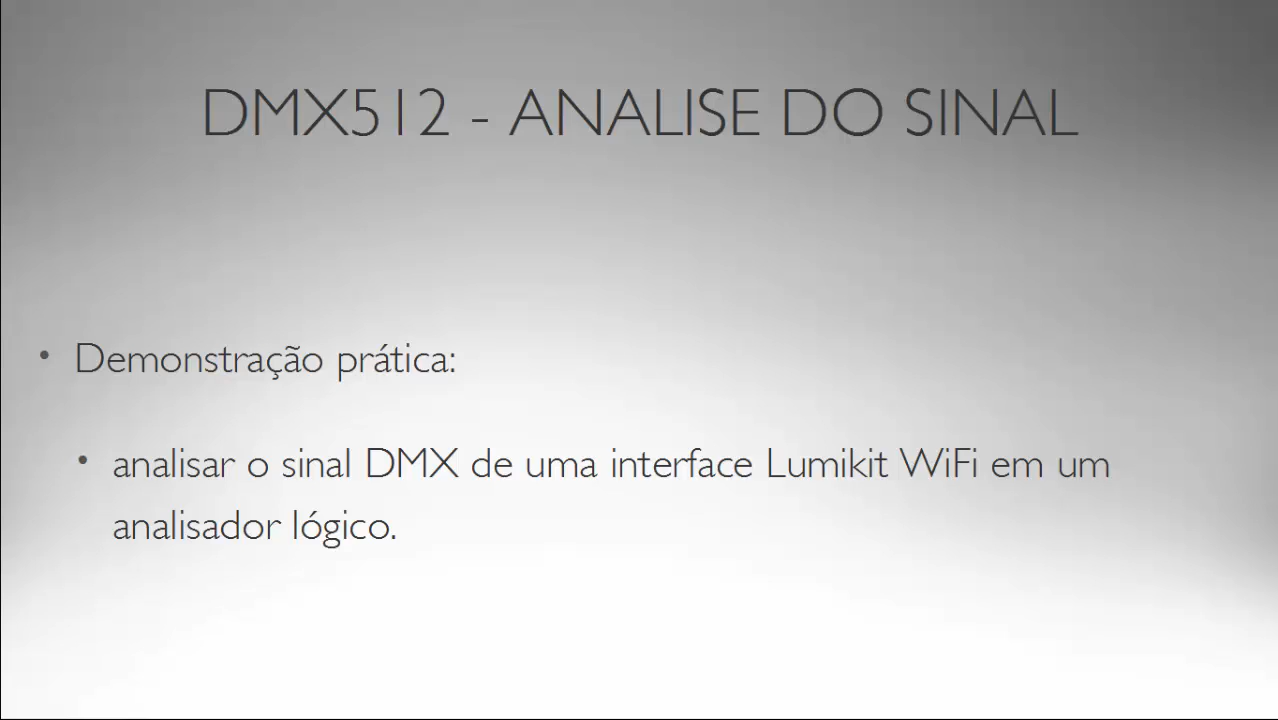 DMX512 - ANALISE DO SINAL
• Demonstração prática:
• analisar o sinal DMX de uma interface Lumikit WiFi em um
analisador lógico.